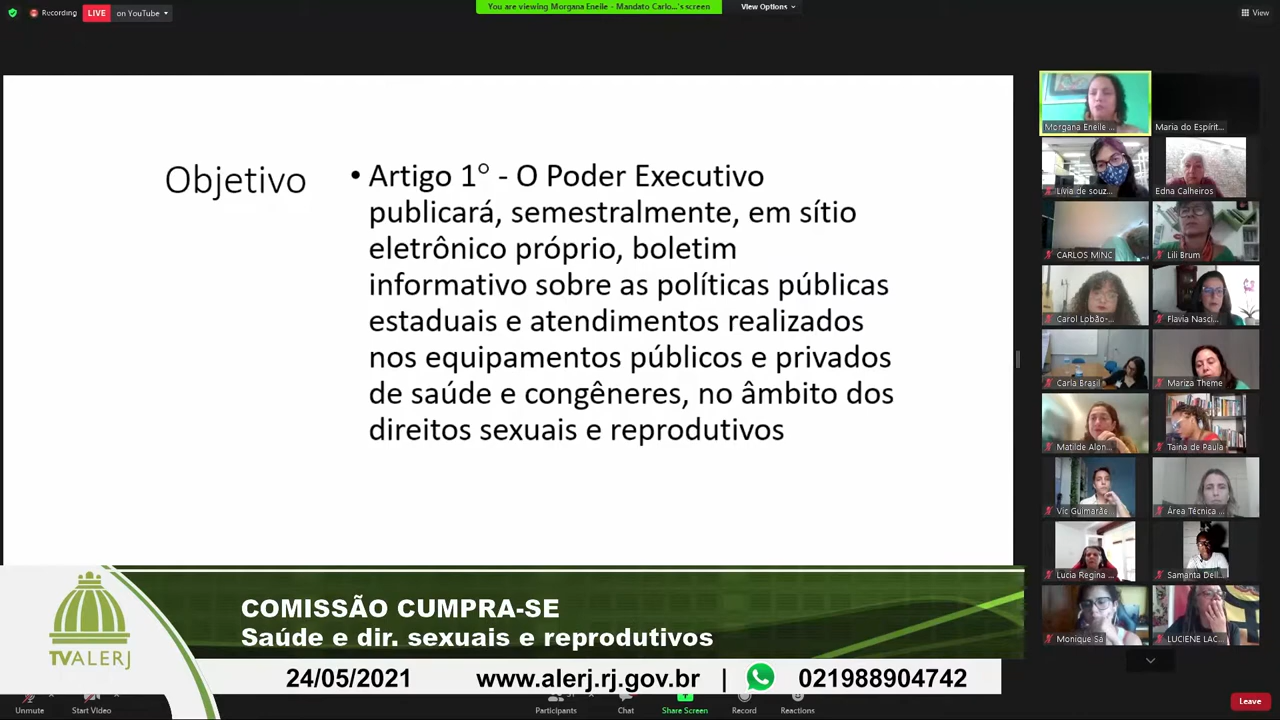 Recording
LIVE
on YouTube
You are viewing Morgana Eneile - Mandato Carlo...'s screen
View Options
View
Objetivo
• Artigo 1° - O Poder Executivo
publicará, semestralmente, em sítio
eletrônico próprio, boletim
informativo sobre as políticas públicas
estaduais e atendimentos realizados
nos equipamentos públicos e privados
de saúde e congêneres, no âmbito dos
direitos sexuais e reprodutivos
Morgana Eneile ...
Maria do Espírit...
Lívia de souz...
Edna Calheiros
CARLOS MINC
Lili Brum
Carol Lobão-...
Flavia Nasci...
Carla Brasil
Mariza Theme
Matilde Alon...
Taina de Paula
Vic Guimarãe...
Área Técnica ...
Lucia Regina ...
Samanta Dell...
Monique Sá
LUCIENE LAC...
TVALERJ
COMISSÃO CUMPRA-SE
Saúde e dir. sexuais e reprodutivos
24/05/2021 www.alerj.rj.gov.br | 021988904742
Unmute
Start Video
Participants
Chat
Share Screen
Record
Reactions
Leave